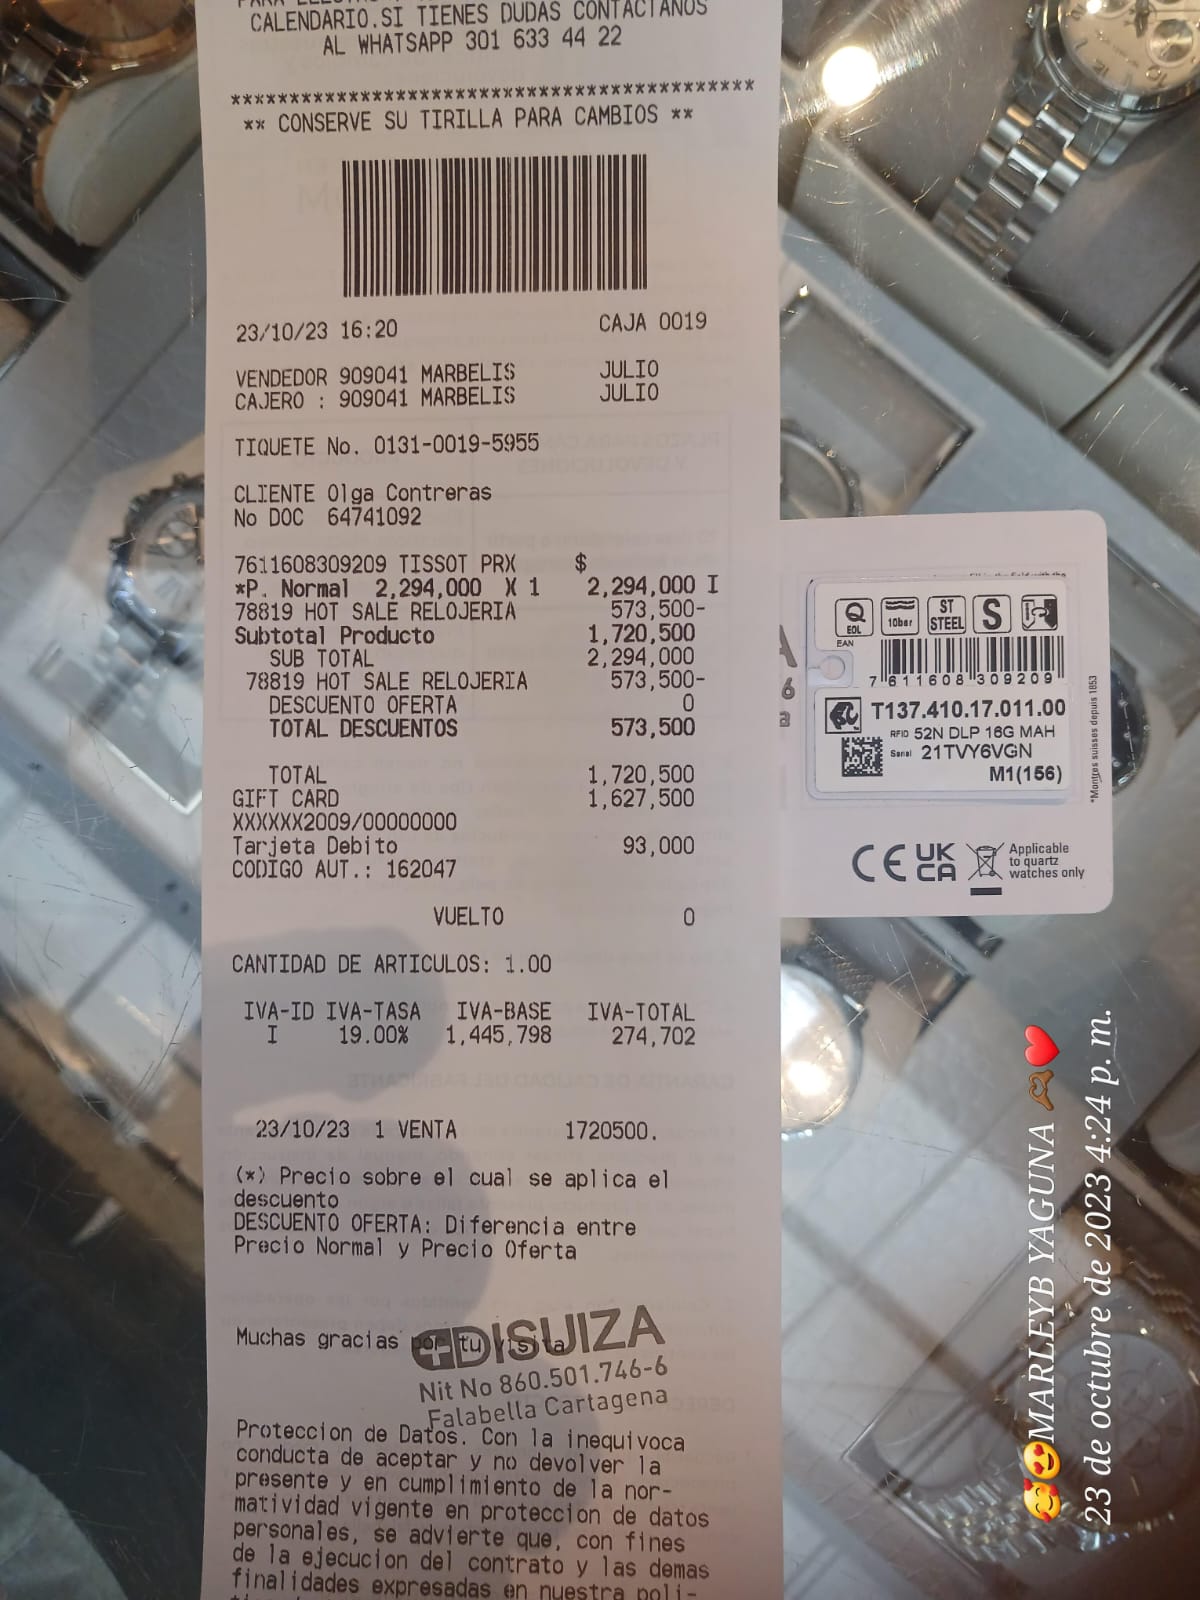 CALENDARIO.SI TIENES DUDAS CONTACTANOS
AL WHATSAPP 301 633 44 22
*********************************************
** CONSERVE SU TIRILLA PARA CAMBIOS **
23/10/23 16:20 CAJA 0019
VENDEDOR 909041 MARBELIS JULIO
CAJERO : 909041 MARBELIS JULIO
TIQUETE No. 0131-0019-5955
CLIENTE Olga Contreras
No DOC 64741092
7611608309209 TISSOT PRX $
*P. Normal 2,294,000 X 1 2,294,000 I
78819 HOT SALE RELOJERIA 573,500-
Subtotal Producto 1,720,500
SUB TOTAL 2,294,000
78819 HOT SALE RELOJERIA 573,500-
DESCUENTO OFERTA 0
TOTAL DESCUENTOS 573,500
TOTAL 1,720,500
GIFT CARD 1,627,500
XXXXXX2009/00000000
Tarjeta Debito 93,000
CODIGO AUT.: 162047
VUELTO 0
CANTIDAD DE ARTICULOS: 1.00
IVA-ID IVA-TASA IVA-BASE IVA-TOTAL
I 19.00% 1,445,798 274,702
23/10/23 1 VENTA 1720500.
(*) Precio sobre el cual se aplica el
descuento
DESCUENTO OFERTA: Diferencia entre
Precio Normal y Precio Oferta
Muchas gracias por tu visita
DISUIZA
Nit No 860.501.746-6
Falabella Cartagena
Proteccion de Datos. Con la inequivoca
conducta de aceptar y no devolver la
presente y en cumplimiento de la nor-
matividad vigente en proteccion de datos
personales, se advierte que, con fines
de la ejecucion del contrato y las demas
finalidades expresadas en nuestra poli-
Q EOL
10bar
ST STEEL
S
EAN
7 611608 309209
T137.410.17.011.00
RFID 52N DLP 16G MAH
Serial 21TVY6VGN
M1(156)
*Montres suisses depuis 1853
CE UK CA
Applicable
to quartz
watches only
🥰😍MARLEYB YAGUNA 🫶🏾❤️
23 de octubre de 2023 4:24 p. m.